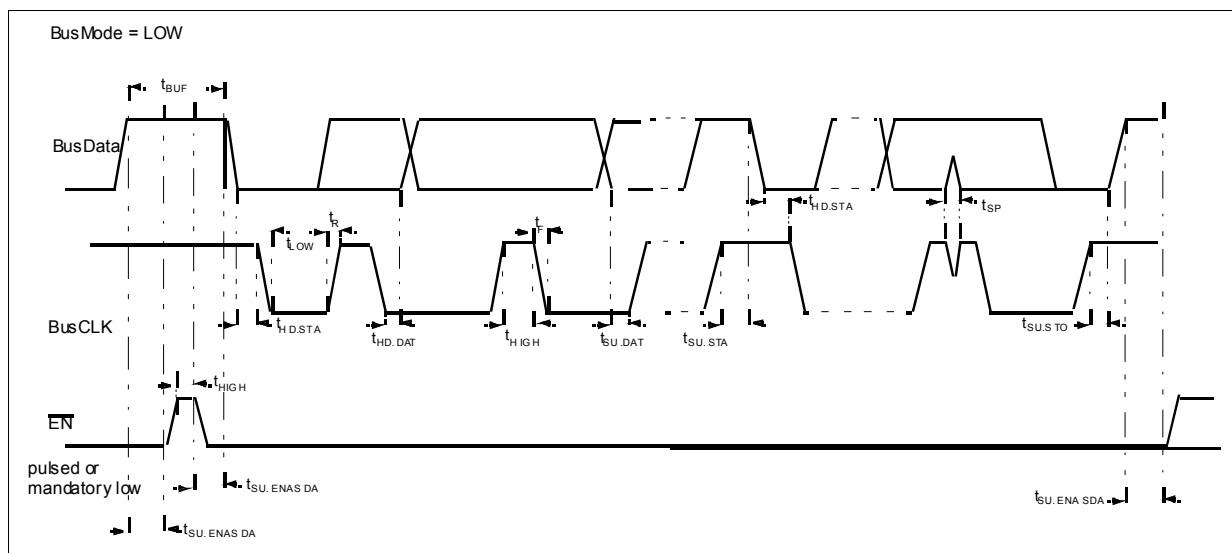 BusMode = LOW
tBUF
BusData
tHD.STA
tSP
tR
tF
tLOW
BusCLK
tHD.STA
tHD.DAT
tHIGH
tSU.DAT
tSU.STA
tSU.STO
tHIGH
EN
pulsed or
mandatory low
tSU.ENASDA
tSU.ENASDA
tSU.ENASDA